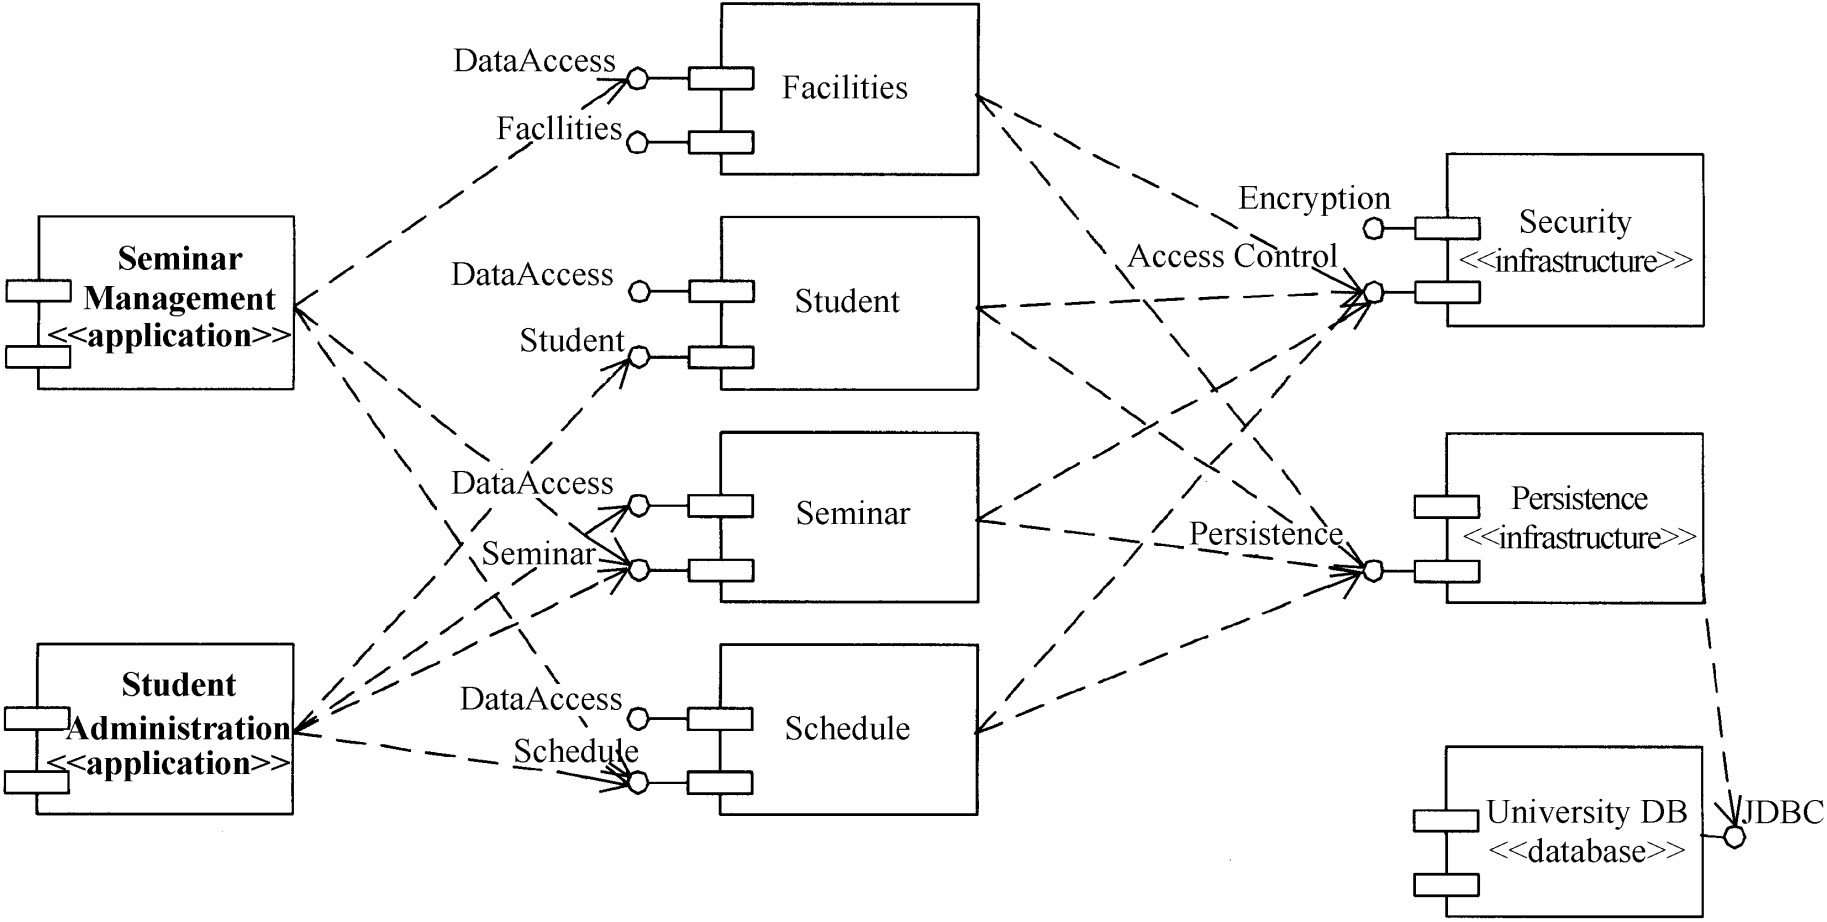 DataAccess
Facllities
Facilities
Encryption
Security
<<infrastructure>>
Access Control
Seminar
Management
<<application>>
DataAccess
Student
Student
DataAccess
Seminar
Seminar
Persistence
Persistence
<<infrastructure>>
Student
Administration
<<application>>
DataAccess
Schedule
Schedule
University DB
<<database>>
JDBC